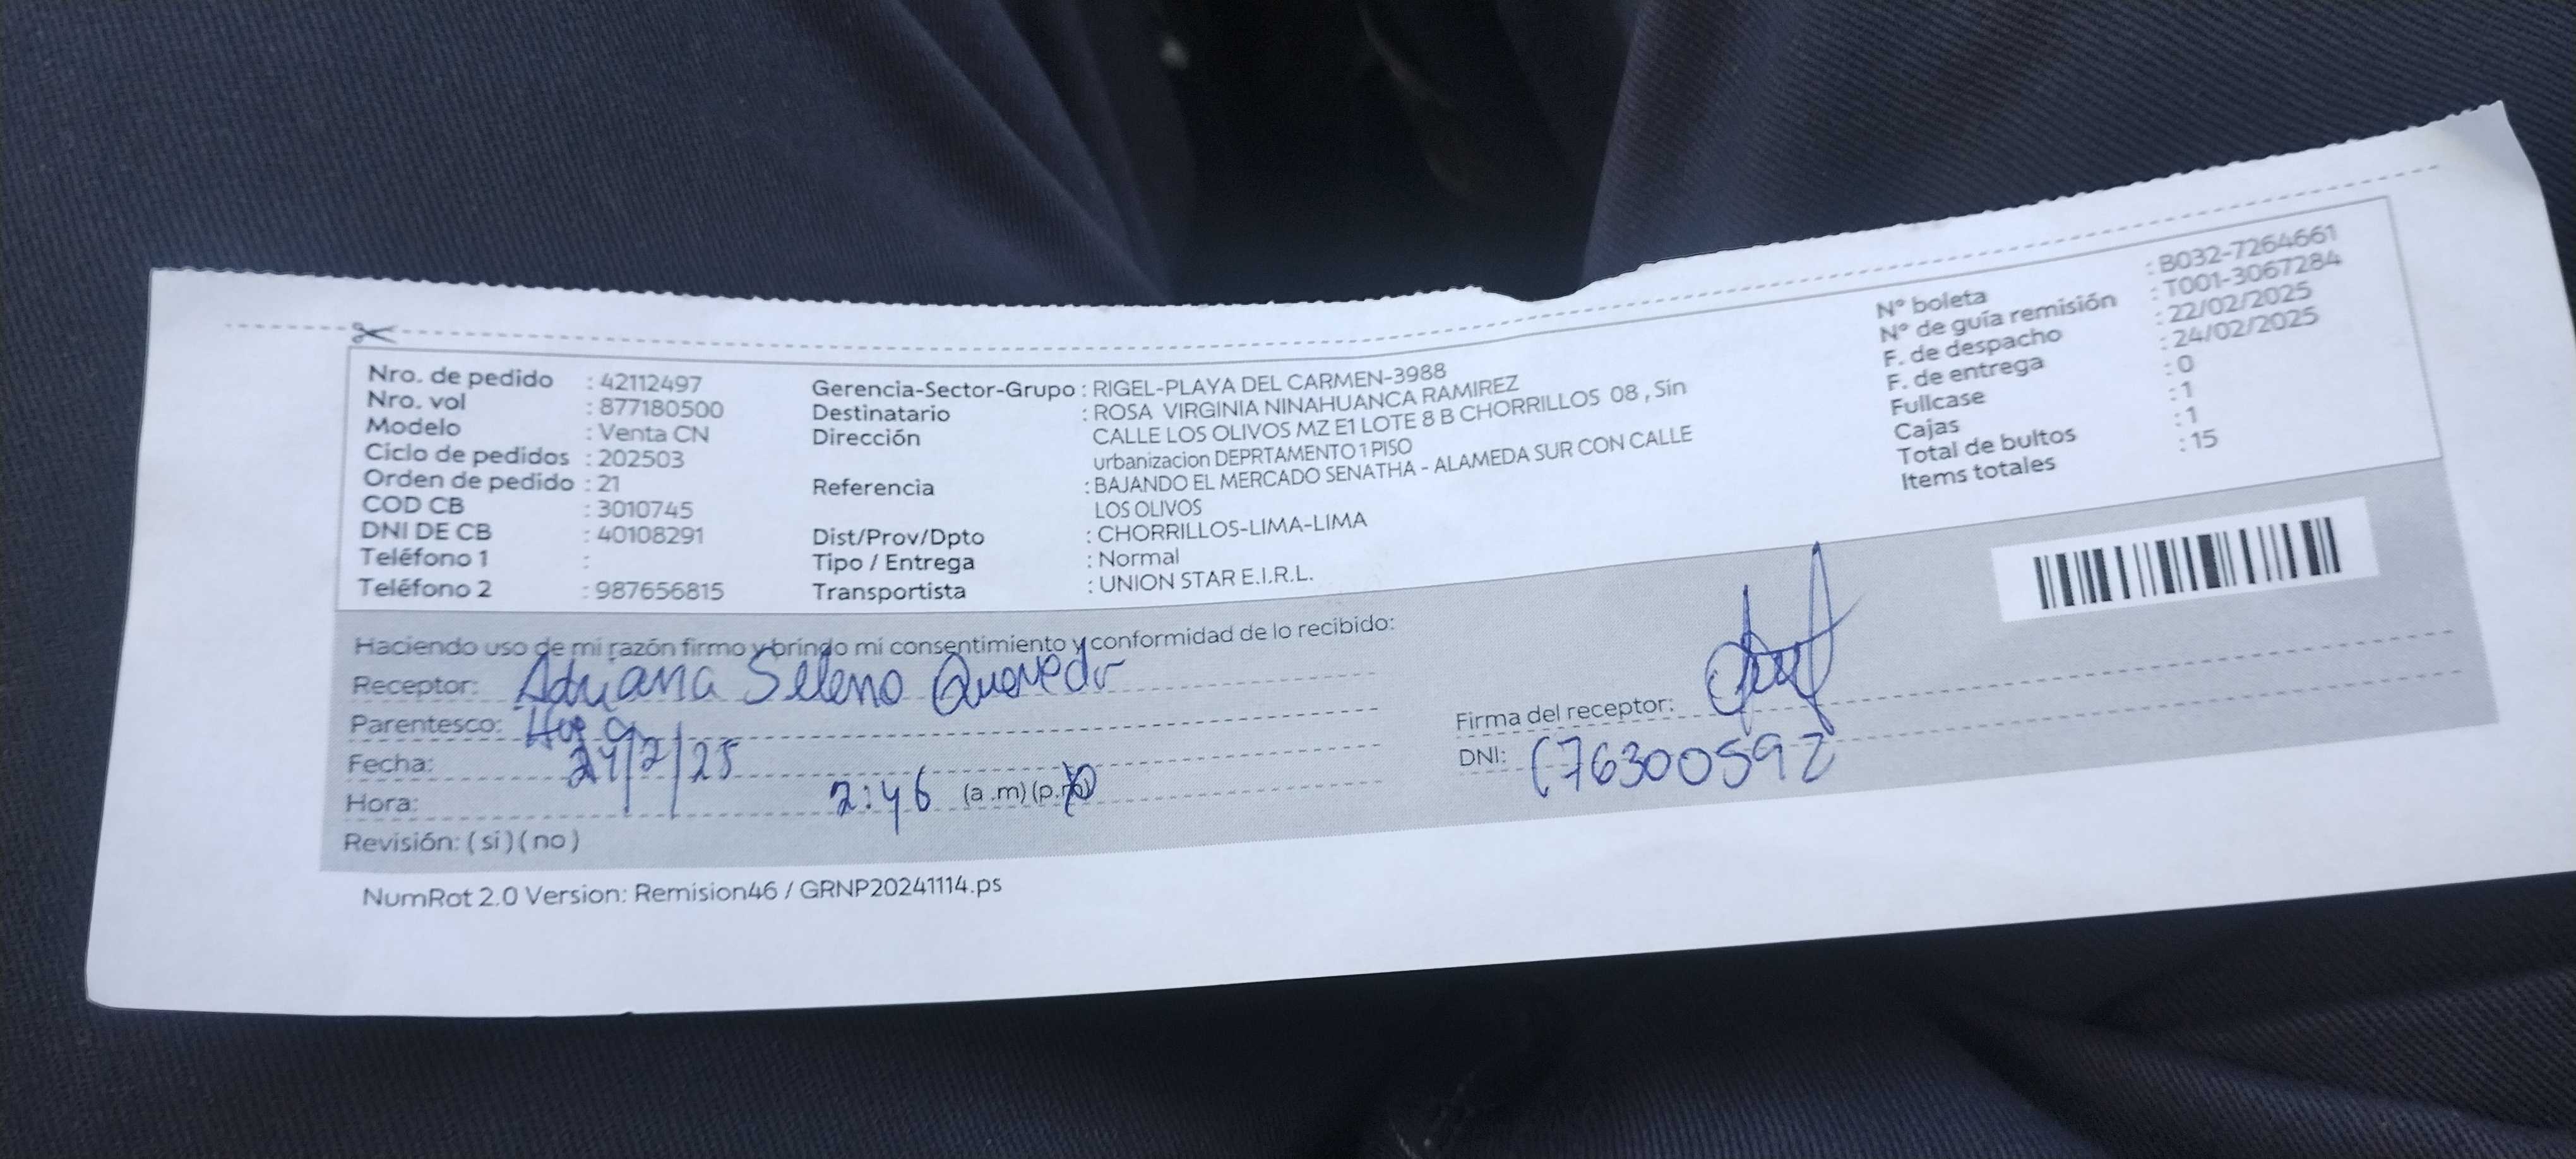 Nro. de pedido : 42112497
Nro. vol : 877180500
Modelo : Venta CN
Ciclo de pedidos : 202503
Orden de pedido : 21
COD CB : 3010745
DNI DE CB : 40108291
Teléfono 1 :
Teléfono 2 : 987656815
Gerencia-Sector-Grupo : RIGEL-PLAYA DEL CARMEN-3988
Destinatario : ROSA VIRGINIA NINAHUANCA RAMIREZ
Dirección CALLE LOS OLIVOS MZ E1 LOTE 8 B CHORRILLOS 08 , Sin
urbanizacion DEPRTAMENTO 1 PISO
Referencia : BAJANDO EL MERCADO SENATHA - ALAMEDA SUR CON CALLE
LOS OLIVOS
Dist/Prov/Dpto : CHORRILLOS-LIMA-LIMA
Tipo / Entrega : Normal
Transportista : UNION STAR E.I.R.L.
N° boleta : B032-7264661
N° de guía remisión : T001-3067284
F. de despacho : 22/02/2025
F. de entrega : 24/02/2025
Fullcase : 0
Cajas : 1
Total de bultos : 1
Items totales : 15
Haciendo uso de mi razón firmo y brindo mi consentimiento y conformidad de lo recibido:
Receptor: Adriana Seleno Quevedo
Parentesco:
Fecha: 24/2/25
Hora: 2:46 (a .m) (p.m)
Revisión: ( si ) ( no )
Firma del receptor:
DNI: 76300592
NumRot 2.0 Version: Remision46 / GRNP20241114.ps